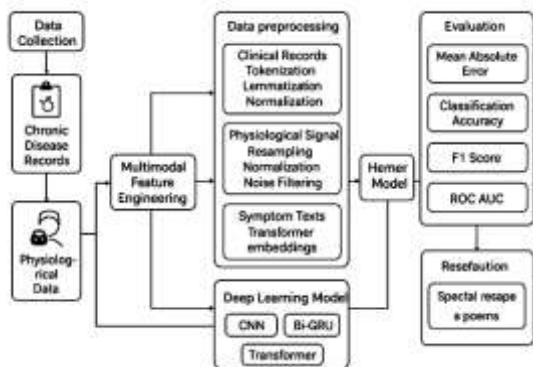 Data
Collection
Chronic
Disease
Records
Physiolog-
ical
Data
Multimodal
Feature
Engineering
Data preprocessing
Clinical Records
Tokenization
Lemmatization
Normalization
Physiological Signal
Resampling
Normalization
Noise Filtering
Symptom Texts
Transformer
embeddings
Deep Learning Model
CNN
Bi-GRU
Transformer
Hemer
Model
Evaluation
Mean Absolute
Error
Classification
Accuracy
F1 Score
ROC AUC
Resefaution
Special resape
a poems